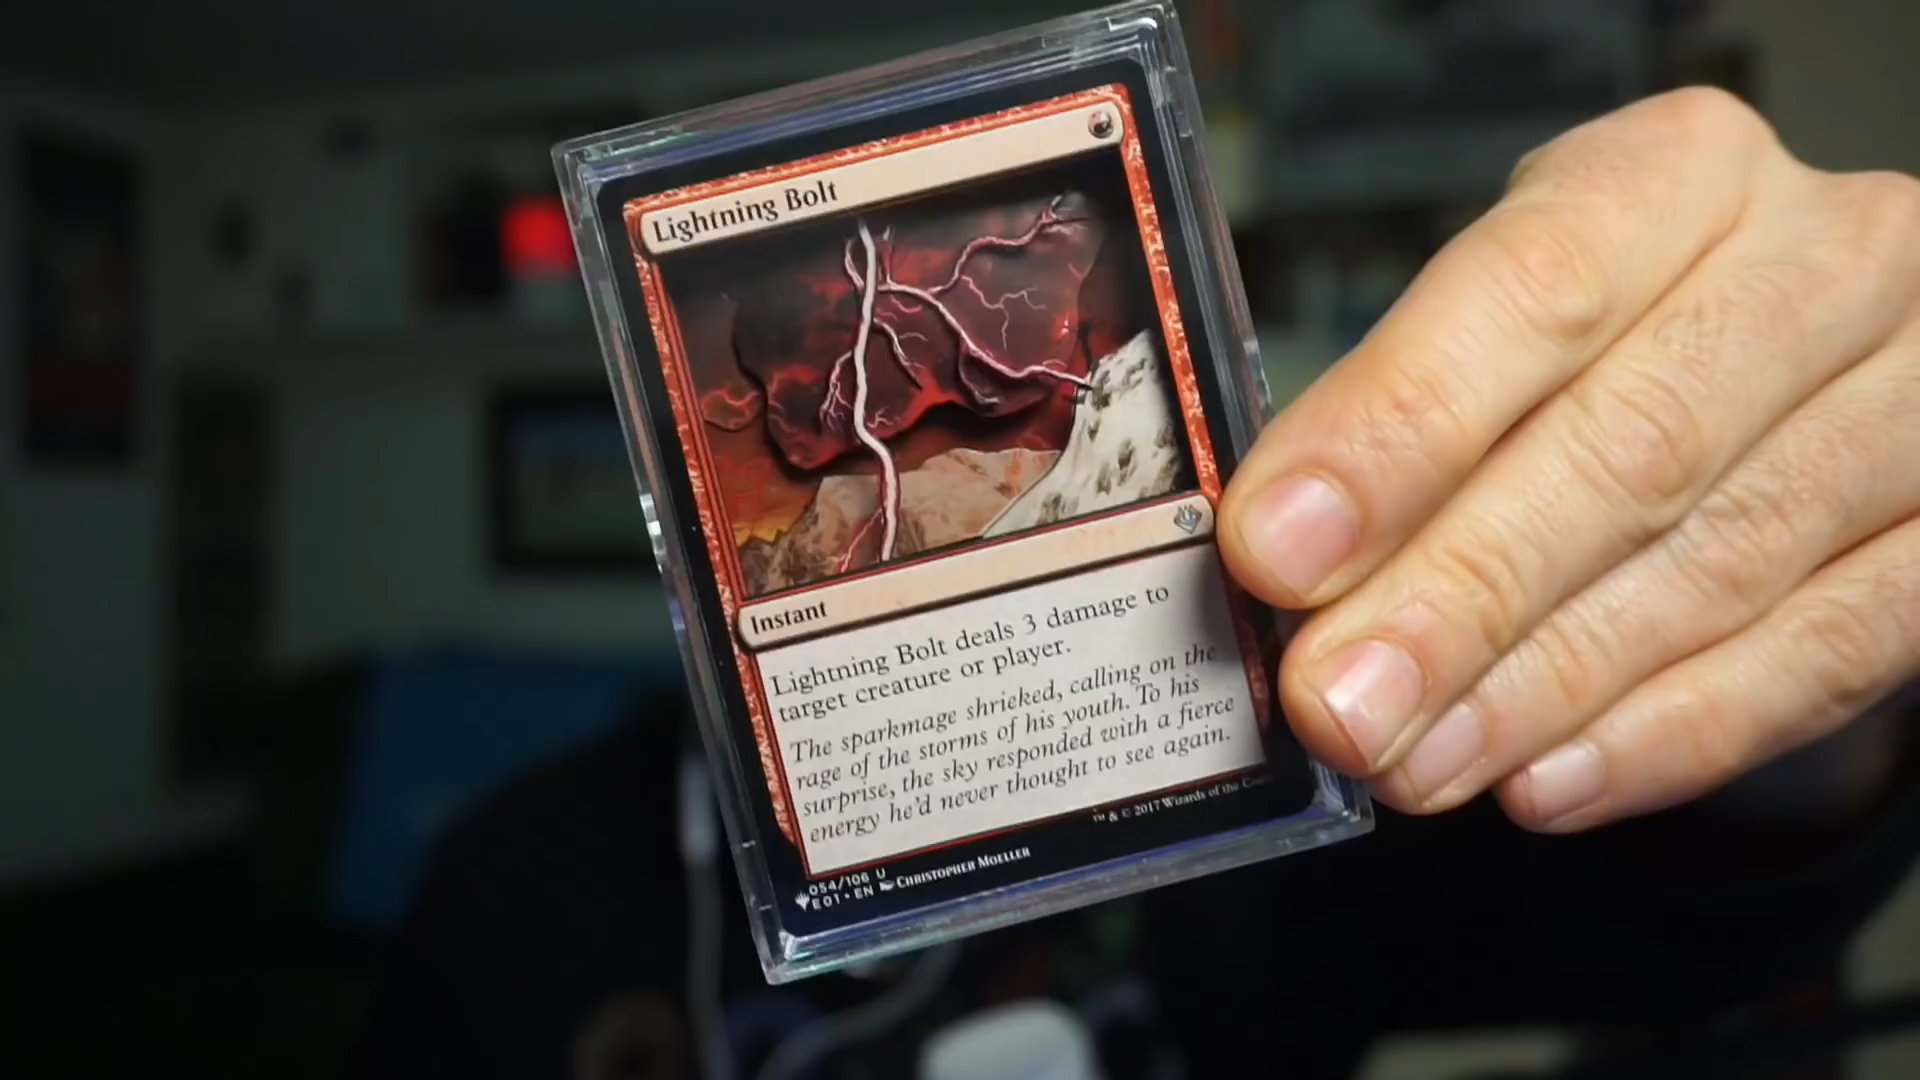 Lightning Bolt
Instant
Lightning Bolt deals 3 damage to
target creature or player.
The sparkmage shrieked, calling on the
rage of the storms of his youth. To his
surprise, the sky responded with a fierce
energy he'd never thought to see again.
™ & © 2017 Wizards of the
054/106 U
E01 • EN Christopher Moeller